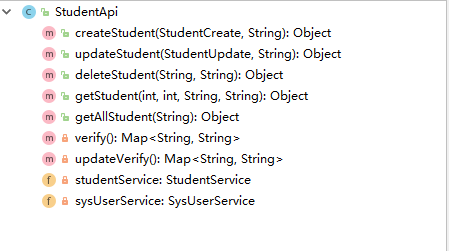 StudentApi
createStudent(StudentCreate, String): Object
updateStudent(StudentUpdate, String): Object
deleteStudent(String, String): Object
getStudent(int, int, String, String): Object
getAllStudent(String): Object
verify(): Map<String, String>
updateVerify(): Map<String, String>
studentService: StudentService
sysUserService: SysUserService